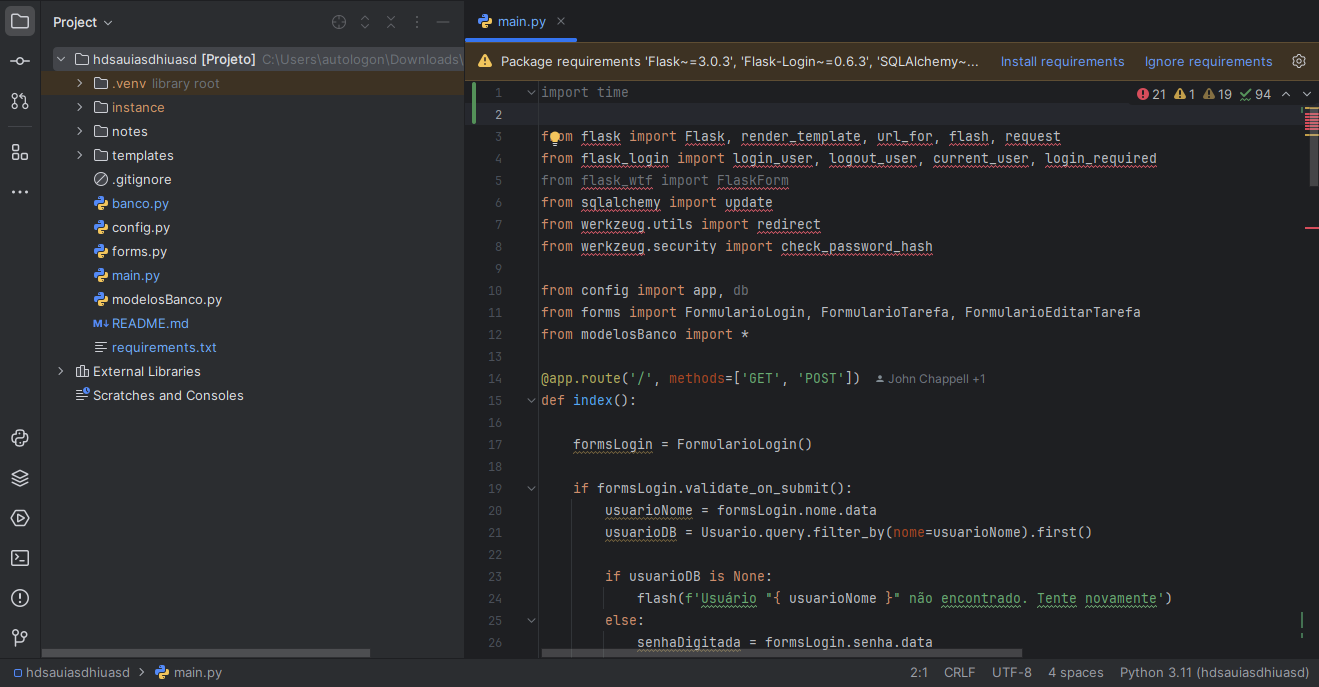 Project
main.py
hdsauiasdhiuasd [Projeto] C:\Users\autologon\Downloads\
.venv library root
instance
notes
templates
.gitignore
banco.py
config.py
forms.py
main.py
modelosBanco.py
README.md
requirements.txt
External Libraries
Scratches and Consoles
Package requirements 'Flask~=3.0.3', 'Flask-Login~=0.6.3', 'SQLAlchemy~... Install requirements Ignore requirements
21 1 19 94
1 import time
2
3 from flask import Flask, render_template, url_for, flash, request
4 from flask_login import login_user, logout_user, current_user, login_required
5 from flask_wtf import FlaskForm
6 from sqlalchemy import update
7 from werkzeug.utils import redirect
8 from werkzeug.security import check_password_hash
9
10 from config import app, db
11 from forms import FormularioLogin, FormularioTarefa, FormularioEditarTarefa
12 from modelosBanco import *
13
14 @app.route('/', methods=['GET', 'POST']) John Chappell +1
15 def index():
16
17 formsLogin = FormularioLogin()
18
19 if formsLogin.validate_on_submit():
20 usuarioNome = formsLogin.nome.data
21 usuarioDB = Usuario.query.filter_by(nome=usuarioNome).first()
22
23 if usuarioDB is None:
24 flash(f'Usuário "{ usuarioNome }" não encontrado. Tente novamente')
25 else:
26 senhaDigitada = formsLogin.senha.data
hdsauiasdhiuasd > main.py
2:1 CRLF UTF-8 4 spaces Python 3.11 (hdsauiasdhiuasd)